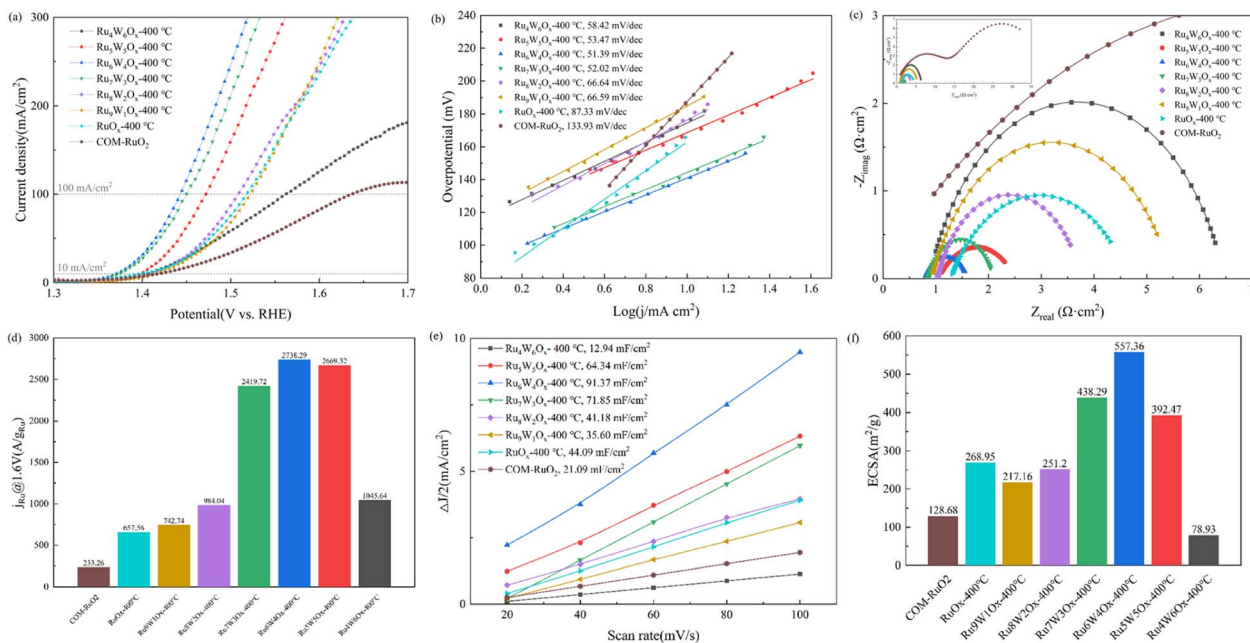 (a)
Ru₄W₆Oₓ-400 ℃
Ru₅W₅Oₓ-400 ℃
Ru₆W₄Oₓ-400 ℃
Ru₇W₃Oₓ-400 ℃
Ru₈W₂Oₓ-400 ℃
Ru₉W₁Oₓ-400 ℃
RuOₓ-400 ℃
COM-RuO₂
100 mA/cm²
10 mA/cm²
Current density(mA/cm²)
300
250
200
150
100
50
0
1.3
1.4
1.5
1.6
1.7
Potential(V vs. RHE)
(b)
Ru₄W₆Oₓ-400 ℃, 58.42 mV/dec
Ru₅W₅Oₓ-400 ℃, 53.47 mV/dec
Ru₆W₄Oₓ-400 ℃, 51.39 mV/dec
Ru₇W₃Oₓ-400 ℃, 52.02 mV/dec
Ru₈W₂Oₓ-400 ℃, 66.64 mV/dec
Ru₉W₁Oₓ-400 ℃, 66.59 mV/dec
RuOₓ-400 ℃, 87.33 mV/dec
COM-RuO₂, 133.93 mV/dec
Overpotential (mV)
240
220
200
180
160
140
120
100
80
0.0
0.2
0.4
0.6
0.8
1.0
1.2
1.4
1.6
Log(j/mA cm²)
(c)
Ru₄W₆Oₓ-400 ℃
Ru₅W₅Oₓ-400 ℃
Ru₆W₄Oₓ-400 ℃
Ru₇W₃Oₓ-400 ℃
Ru₈W₂Oₓ-400 ℃
Ru₉W₁Oₓ-400 ℃
RuOₓ-400 ℃
COM-RuO₂
-Z_imag (Ω·cm²)
-3
-2
-1
0
0
1
2
3
4
5
6
7
Z_real (Ω·cm²)
(d)
j_Ru@1.6V(A/g_Ru)
3000
2750
2500
2250
2000
1750
1500
1250
1000
750
500
250
0
233.26
657.56
742.74
984.04
2419.72
2738.29
2669.32
1045.64
COM-RuO2
RuOx-400℃
Ru9W1Ox-400℃
Ru8W2Ox-400℃
Ru7W3Ox-400℃
Ru6W4Ox-400℃
Ru5W5Ox-400℃
Ru4W6Ox-400℃
(e)
Ru₄W₆Oₓ- 400 ℃, 12.94 mF/cm²
Ru₅W₅Oₓ-400 ℃, 64.34 mF/cm²
Ru₆W₄Oₓ-400 ℃, 91.37 mF/cm²
Ru₇W₃Oₓ-400 ℃, 71.85 mF/cm²
Ru₈W₂Oₓ-400 ℃, 41.18 mF/cm²
Ru₉W₁Oₓ-400 ℃, 35.60 mF/cm²
RuOₓ-400 ℃, 44.09 mF/cm²
COM-RuO₂, 21.09 mF/cm²
ΔJ/2(mA/cm²)
10
5
0
20
40
60
80
100
Scan rate(mV/s)
(f)
ECSA(m²/g)
600
500
400
300
200
100
0
128.68
268.95
217.16
251.2
438.29
557.36
392.47
78.93
COM-RuO2
RuOx-400℃
Ru9W1Ox-400℃
Ru8W2Ox-400℃
Ru7W3Ox-400℃
Ru6W4Ox-400℃
Ru5W5Ox-400℃
Ru4W6Ox-400℃